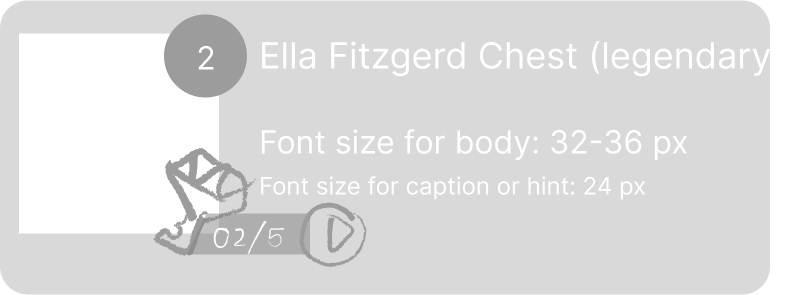 2
Ella Fitzgerd Chest (legendary
Font size for body: 32-36 px
Font size for caption or hint: 24 px
02/5